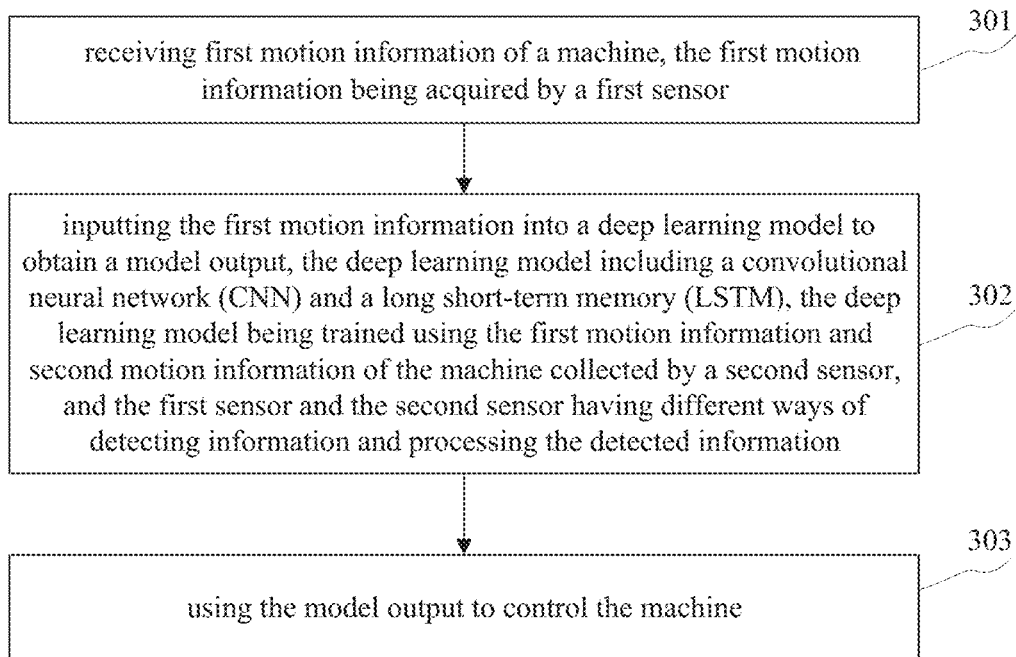 301
receiving first motion information of a machine, the first motion
information being acquired by a first sensor
inputting the first motion information into a deep learning model to
obtain a model output, the deep learning model including a convolutional
neural network (CNN) and a long short-term memory (LSTM), the deep
learning model being trained using the first motion information and
second motion information of the machine collected by a second sensor,
and the first sensor and the second sensor having different ways of
detecting information and processing the detected information
302
303
using the model output to control the machine